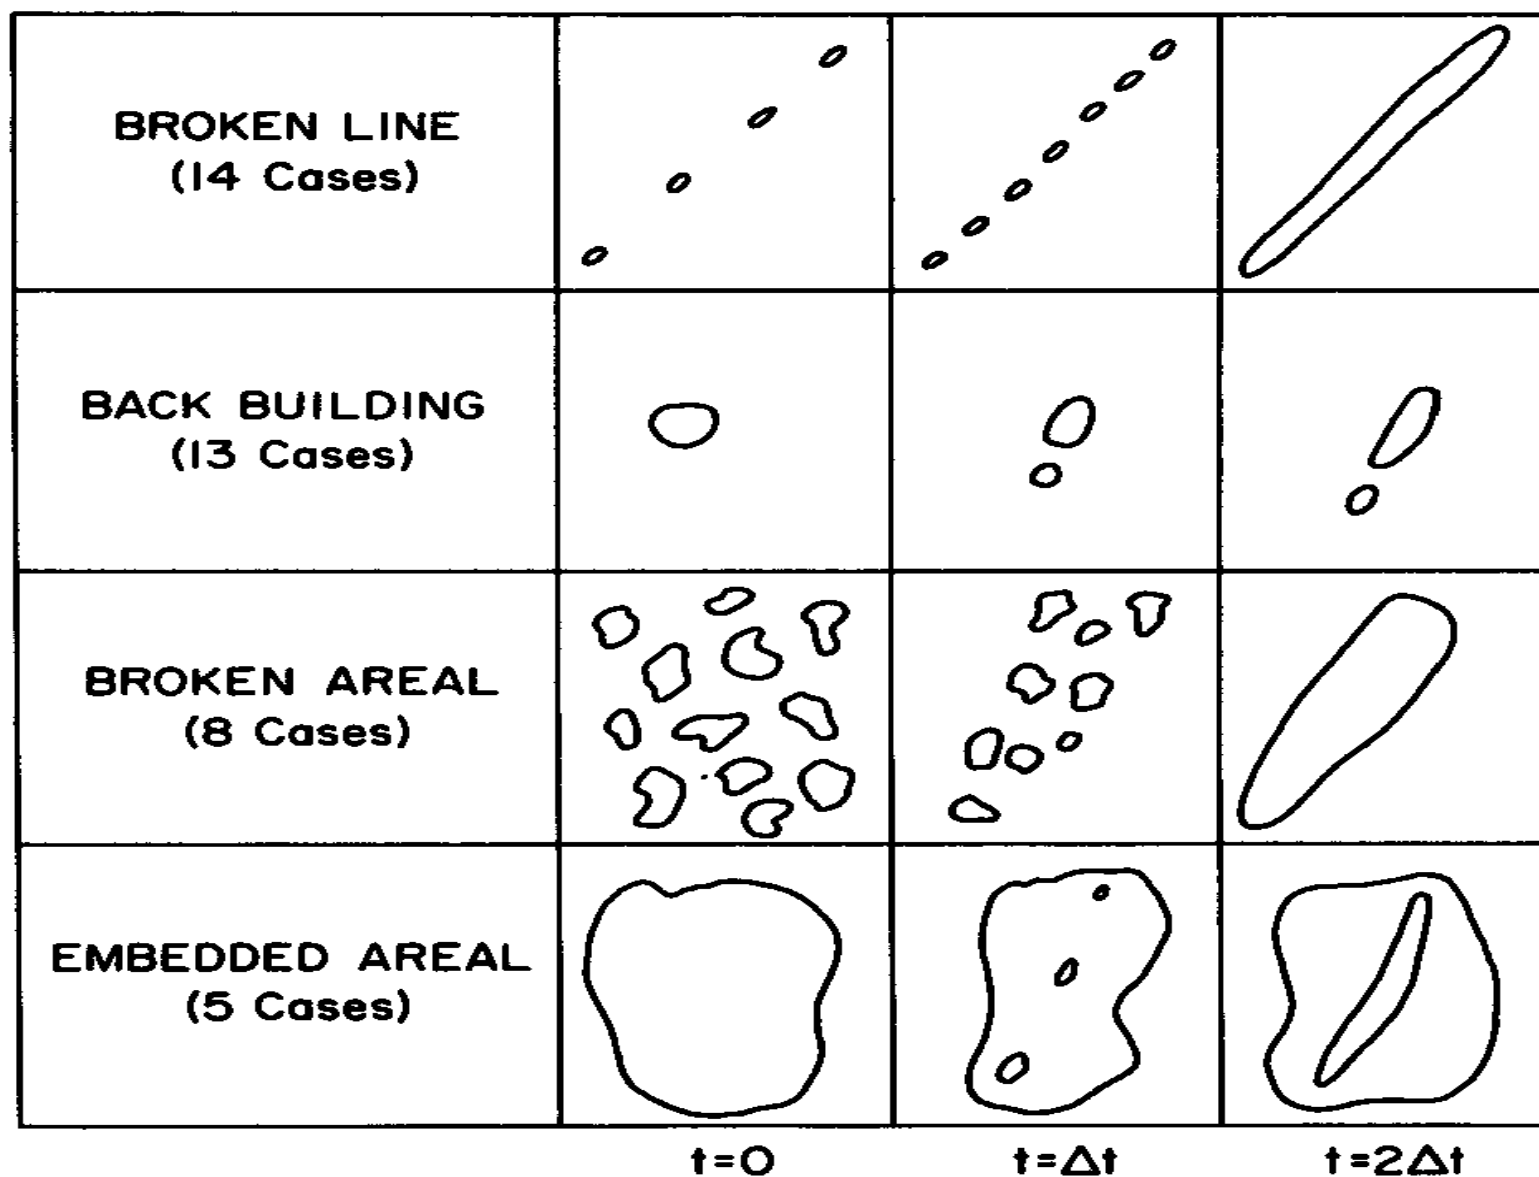 BROKEN LINE
(14 Cases)
BACK BUILDING
(13 Cases)
BROKEN AREAL
(8 Cases)
EMBEDDED AREAL
(5 Cases)
t=0
t=Δt
t=2Δt